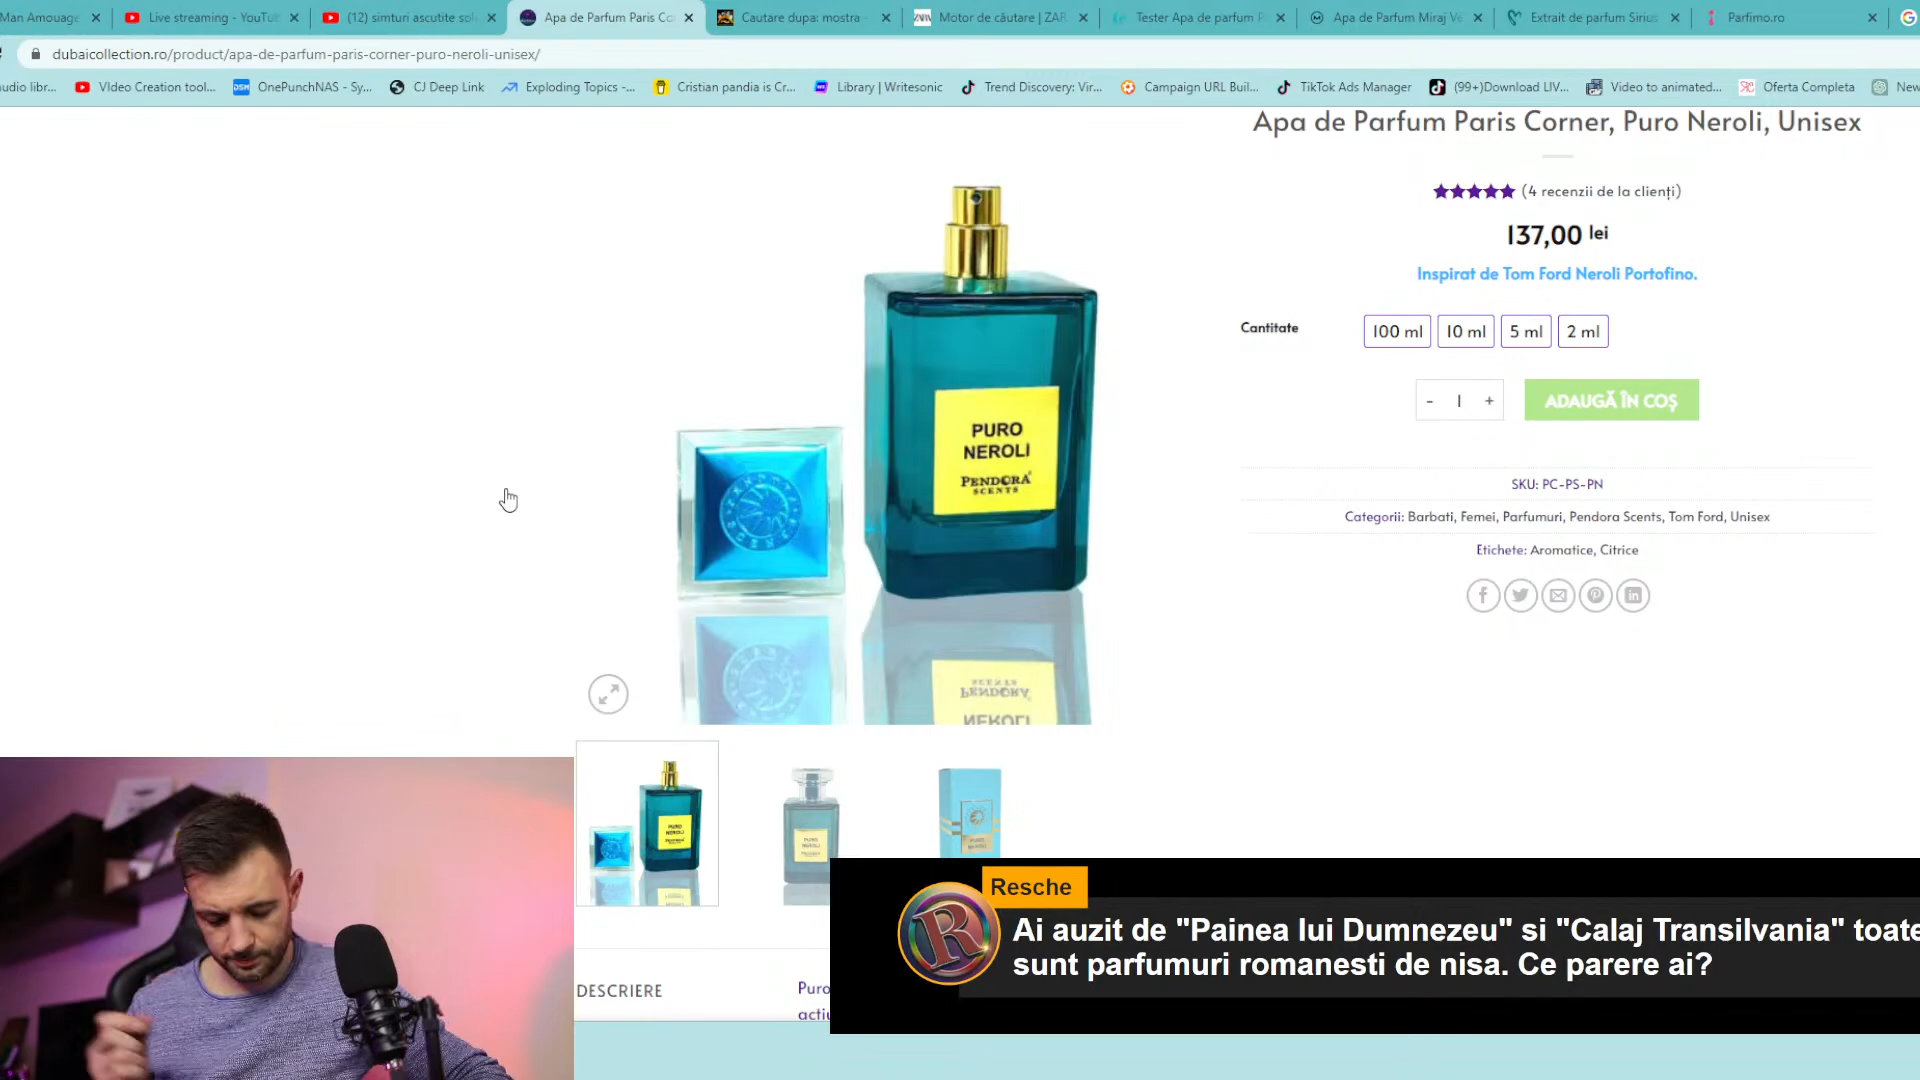 Man Amouage
Live streaming - YouTu
(12) simturi ascutite sol
Apa de Parfum Paris Co
Cautare dupa: mostra -
Motor de căutare | ZAR
Tester Apa de parfum P
Apa de Parfum Miraj Ve
Extrait de parfum Sirius
Parfimo.ro
dubaicollection.ro/product/apa-de-parfum-paris-corner-puro-neroli-unisex/
udio libr...
VIdeo Creation tool...
OnePunchNAS - Sy...
CJ Deep Link
Exploding Topics -...
Cristian pandia is Cr...
Library | Writesonic
Trend Discovery: Vir...
Campaign URL Buil...
TikTok Ads Manager
(99+)Download LIV...
Video to animated...
Oferta Completa
New
Apa de Parfum Paris Corner, Puro Neroli, Unisex
(4 recenzii de la clienți)
137,00 lei
Inspirat de Tom Ford Neroli Portofino.
Cantitate
100 ml
10 ml
5 ml
2 ml
- 1 +
ADAUGĂ ÎN COȘ
SKU: PC-PS-PN
Categorii: Barbati, Femei, Parfumuri, Pendora Scents, Tom Ford, Unisex
Etichete: Aromatice, Citrice
PURO
NEROLI
PENDORA
SCENTS
DESCRIERE
Puro
acțiu
Resche
Ai auzit de "Painea lui Dumnezeu" si "Calaj Transilvania" toate
sunt parfumuri romanesti de nisa. Ce parere ai?